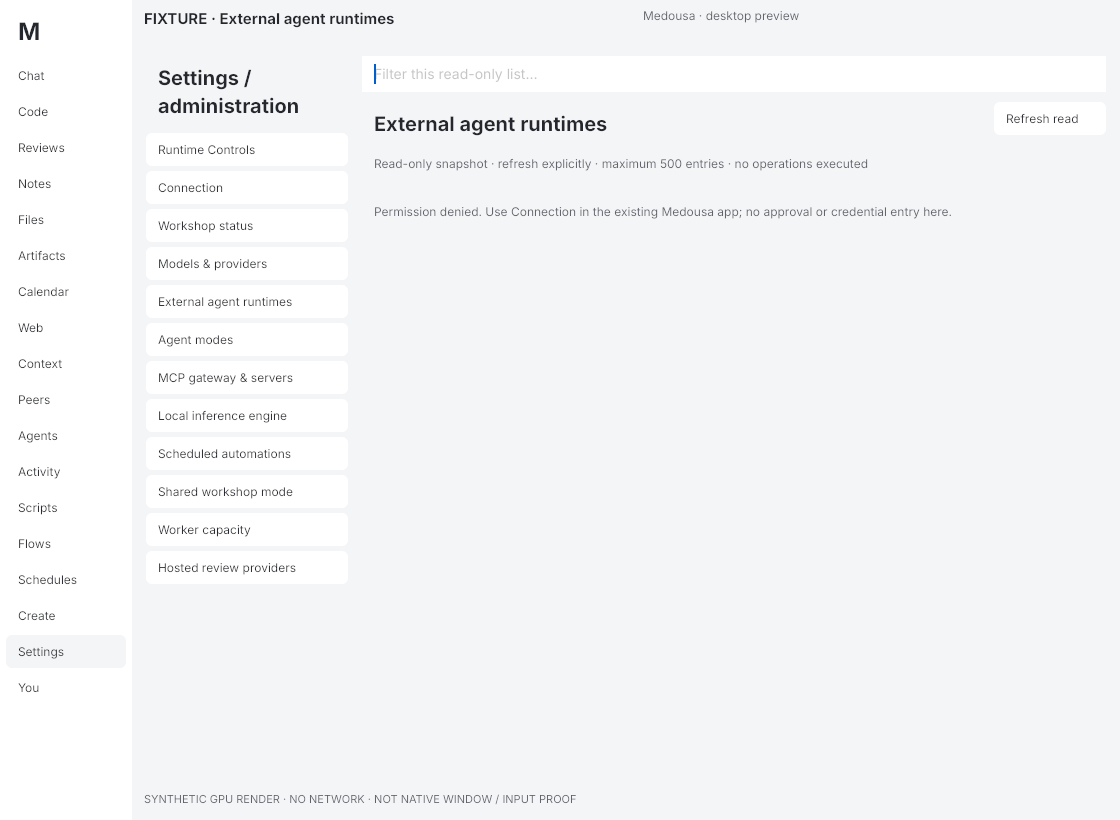 M
Chat
Code
Reviews
Notes
Files
Artifacts
Calendar
Web
Context
Peers
Agents
Activity
Scripts
Flows
Schedules
Create
Settings
You
FIXTURE · External agent runtimes
Medousa · desktop preview
Settings /
administration
Runtime Controls
Connection
Workshop status
Models & providers
External agent runtimes
Agent modes
MCP gateway & servers
Local inference engine
Scheduled automations
Shared workshop mode
Worker capacity
Hosted review providers
Filter this read-only list...
External agent runtimes
Refresh read
Read-only snapshot · refresh explicitly · maximum 500 entries · no operations executed
Permission denied. Use Connection in the existing Medousa app; no approval or credential entry here.
SYNTHETIC GPU RENDER · NO NETWORK · NOT NATIVE WINDOW / INPUT PROOF